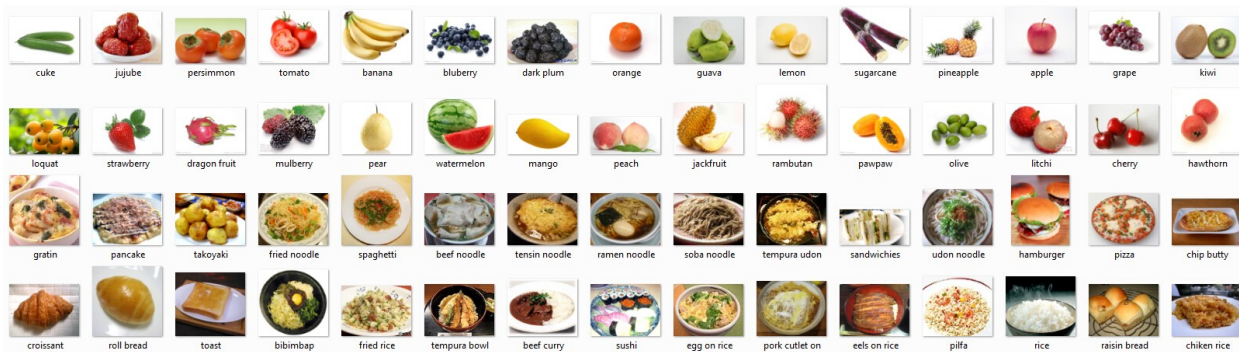 cuke jujube persimmon tomato banana bluberry dark plum orange guava lemon sugarcane pineapple apple grape kiwi
loquat strawberry dragon fruit mulberry pear watermelon mango peach jackfruit rambutan pawpaw olive litchi cherry hawthorn
gratin pancake takoyaki fried noodle spaghetti beef noodle tensin noodle ramen noodle soba noodle tempura udon sandwichies udon noodle hamburger pizza chip butty
croissant roll bread toast bibimbap fried rice tempura bowl beef curry sushi egg on rice pork cutlet on eels on rice pilfa rice raisin bread chiken rice